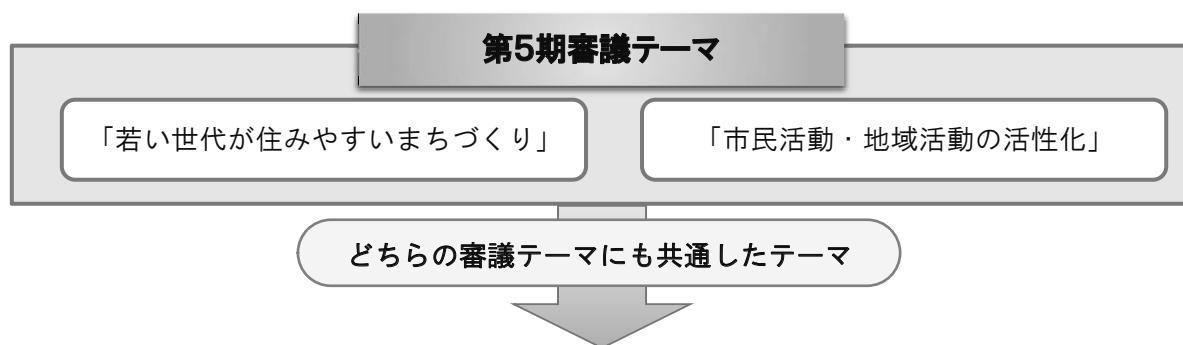 第5期審議テーマ
「若い世代が住みやすいまちづくり」
「市民活動・地域活動の活性化」
どちらの審議テーマにも共通したテーマ